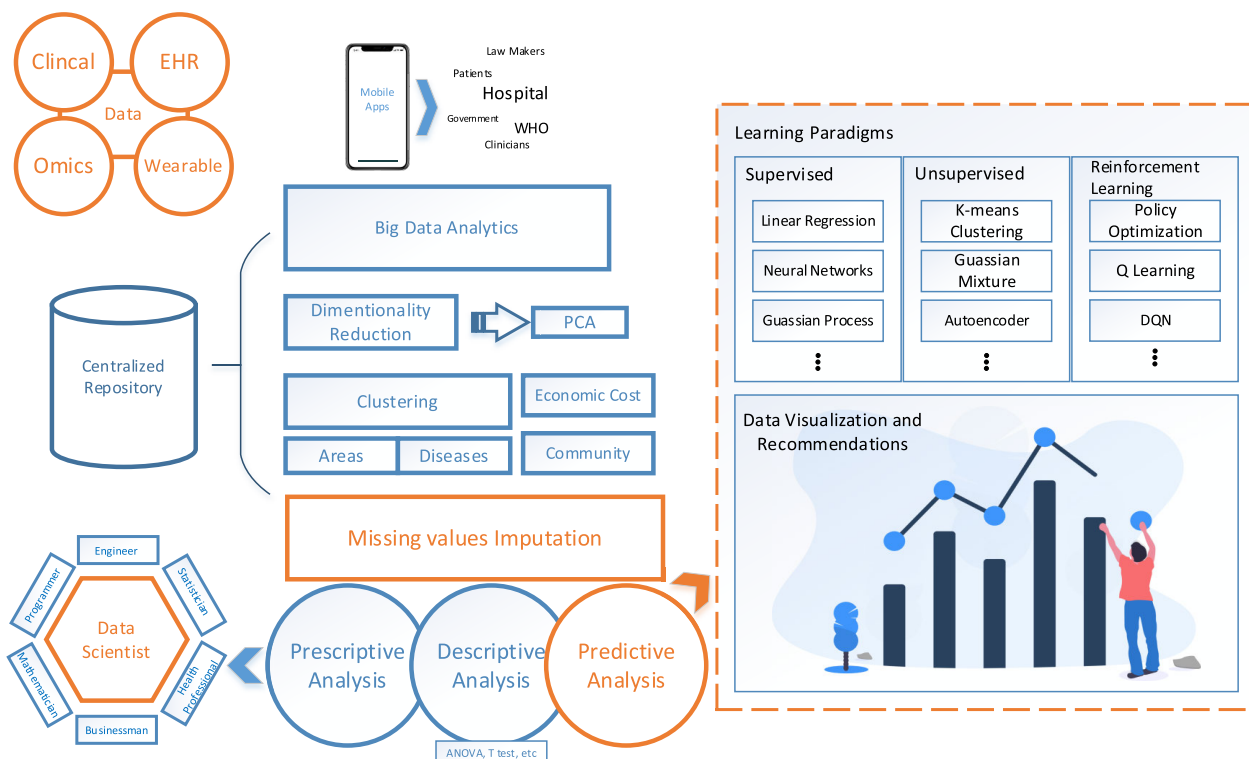 Clincal
EHR
Data
Omics
Wearable
Mobile
Apps
Law Makers
Patients
Hospital
Government
WHO
Clinicians
Big Data Analytics
Dimentionality
Reduction
PCA
Centralized
Repository
Clustering
Economic Cost
Areas
Diseases
Community
Missing values Imputation
Engineer
Programmer
Statistician
Data
Scientist
Mathematician
Health
Professional
Businessman
Prescriptive
Analysis
Descriptive
Analysis
Predictive
Analysis
ANOVA, T test, etc
Learning Paradigms
Supervised
Linear Regression
Neural Networks
Guassian Process
Unsupervised
K-means
Clustering
Guassian
Mixture
Autoencoder
Reinforcement
Learning
Policy
Optimization
Q Learning
DQN
Data Visualization and
Recommendations